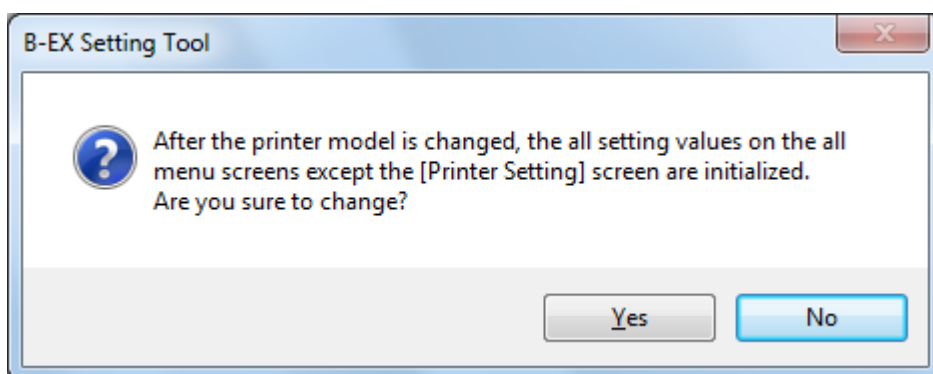 B-EX Setting Tool
After the printer model is changed, the all setting values on the all
menu screens except the [Printer Setting] screen are initialized.
Are you sure to change?
Yes
No